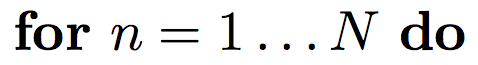 for n = 1 . . . N do